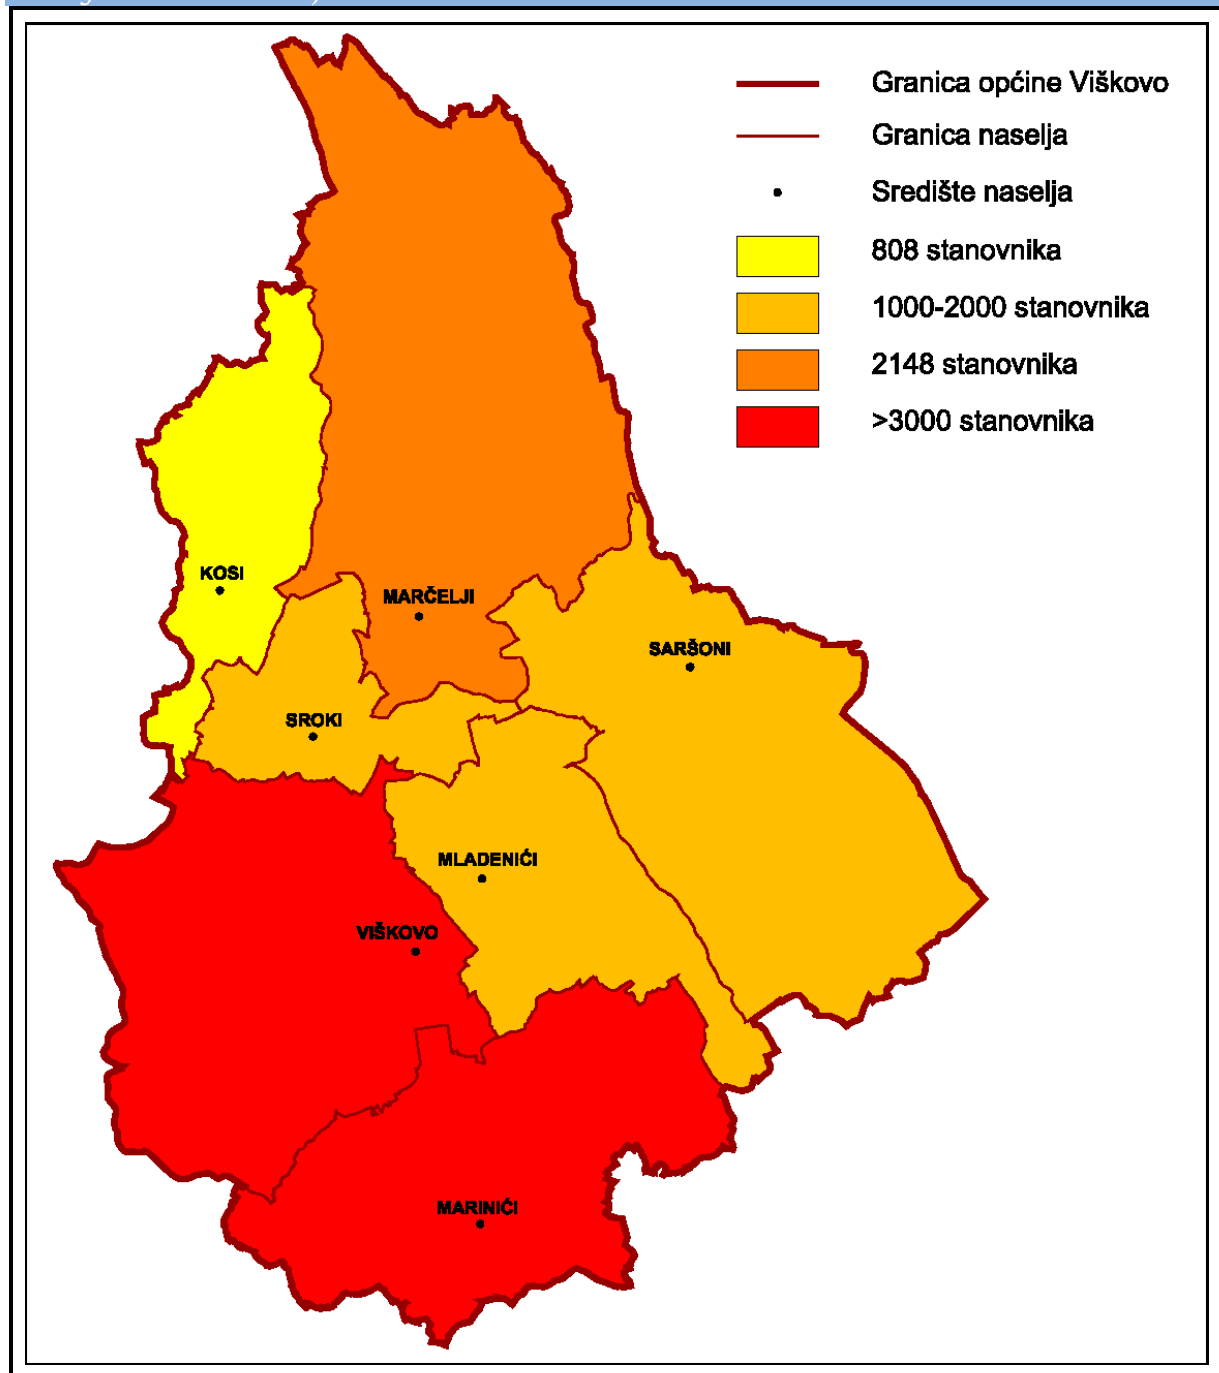 Granica općine Viškovo
Granica naselja
Središte naselja
808 stanovnika
1000-2000 stanovnika
2148 stanovnika
>3000 stanovnika
KOSI
MARČELJI
SARŠONI
SROKI
MLADENIĆI
VIŠKOVO
MARINIĆI